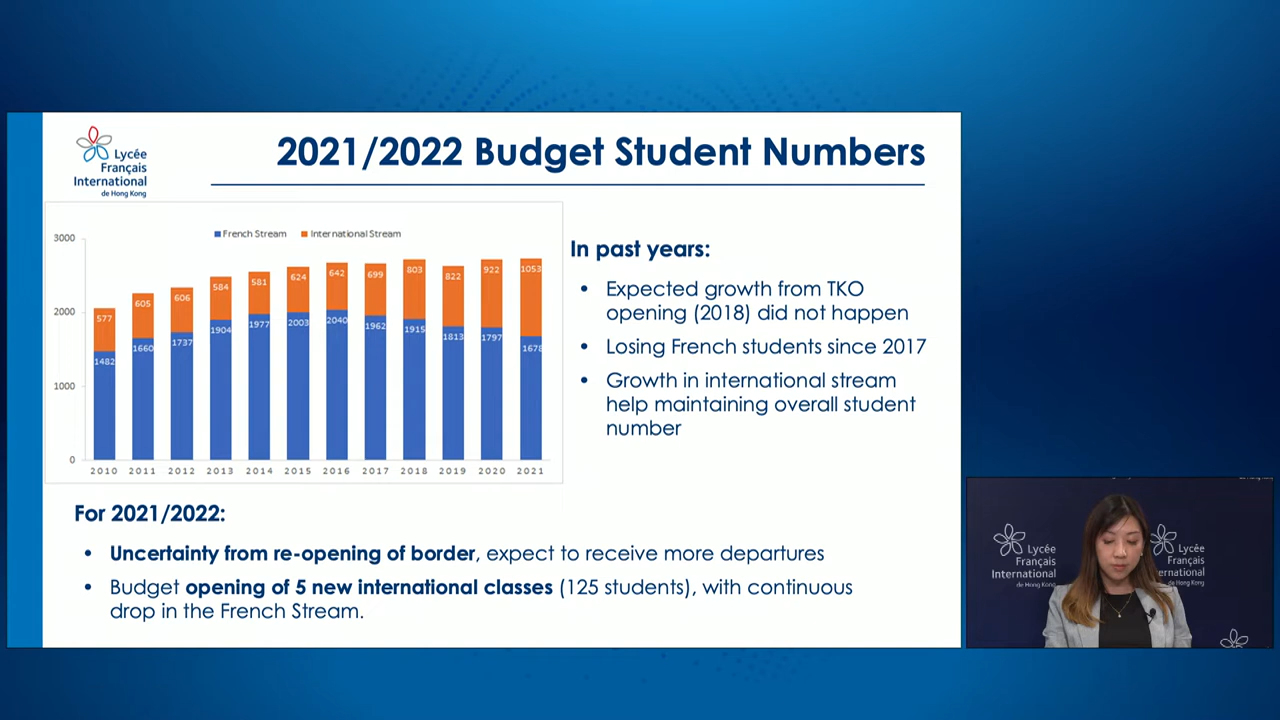 Lycée
Français
International
de Hong Kong
2021/2022 Budget Student Numbers
French Stream International Stream
3000
2000
1000
0
577 605 606 584 581 624 642 699 803 822 922 1053
1482 1660 1737 1904 1977 2003 2040 1962 1915 1813 1797 1678
2010 2011 2012 2013 2014 2015 2016 2017 2018 2019 2020 2021
In past years:
• Expected growth from TKO
opening (2018) did not happen
• Losing French students since 2017
• Growth in international stream
help maintaining overall student
number
For 2021/2022:
• Uncertainty from re-opening of border, expect to receive more departures
• Budget opening of 5 new international classes (125 students), with continuous
drop in the French Stream.
Lycée
Français
International
de Hong Kong
Lycée
Français
ernational
de Hong Kong